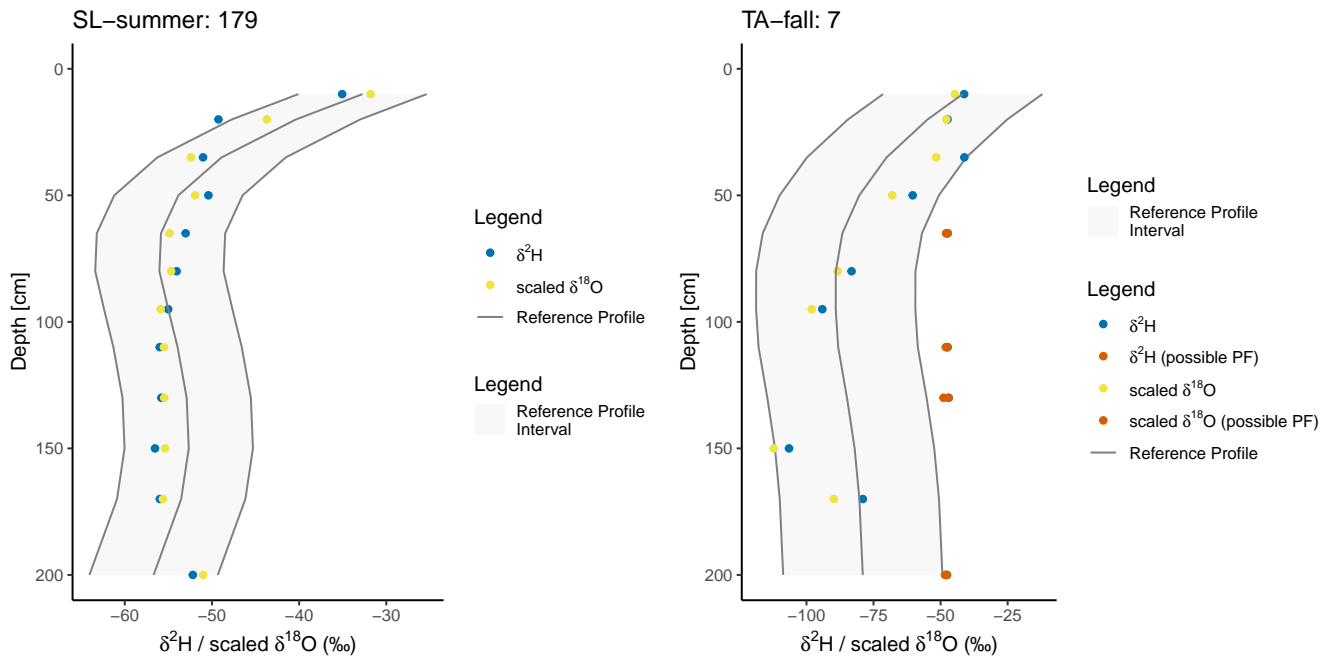 SL−summer: 179
0
50
100
150
200
Depth [cm]
−60
−50
−40
−30
δ²H / scaled δ¹⁸O (‰)
Legend
δ²H
scaled δ¹⁸O
Reference Profile
Legend
Reference Profile
Interval
TA−fall: 7
0
50
100
150
200
Depth [cm]
−100
−75
−50
−25
δ²H / scaled δ¹⁸O (‰)
Legend
Reference Profile
Interval
Legend
δ²H
δ²H (possible PF)
scaled δ¹⁸O
scaled δ¹⁸O (possible PF)
Reference Profile